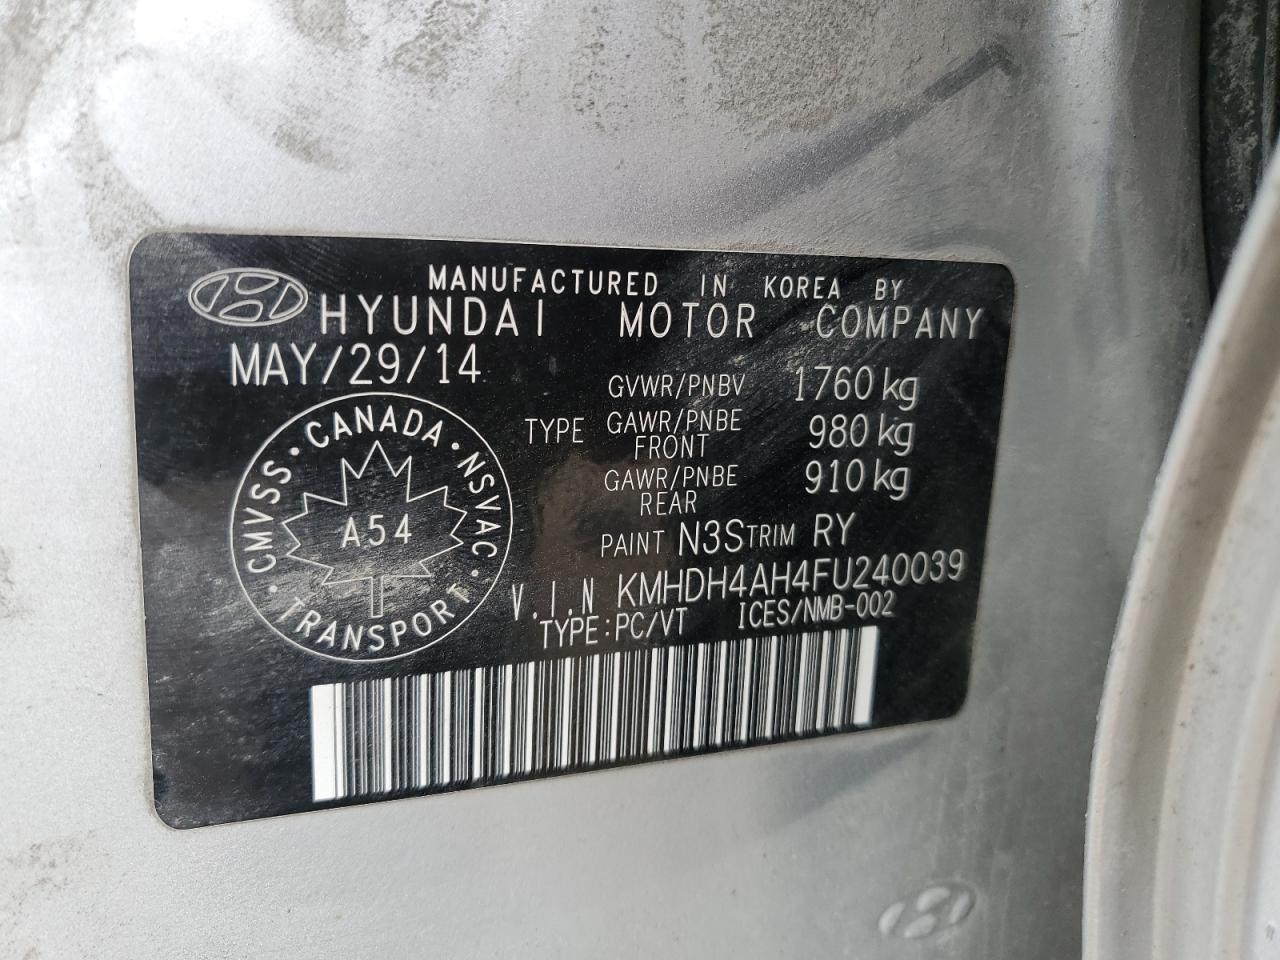 MANUFACTURED IN KOREA BY
HYUNDAI MOTOR COMPANY
MAY/29/14
GVWR/PNBV 1760 kg
TYPE GAWR/PNBE FRONT 980 kg
GAWR/PNBE REAR 910 kg
PAINT N3S TRIM RY
V.I.N KMHDH4AH4FU240039
TYPE:PC/VT ICES/NMB-002
CMVSS · CANADA · NSVAC · TRANSPORT ·
A54